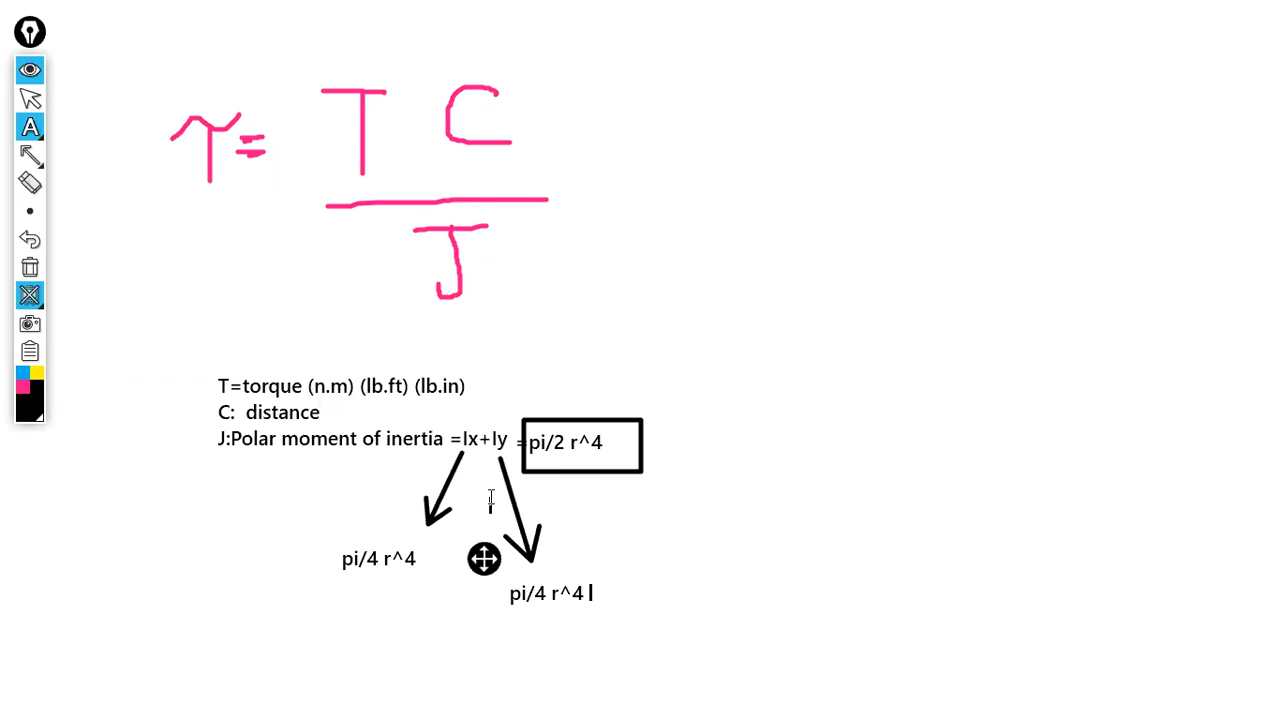 τ= T C
J
T=torque (n.m) (lb.ft) (lb.in)
C: distance
J:Polar moment of inertia =Ix+Iy =pi/2 r^4
pi/4 r^4
pi/4 r^4
A